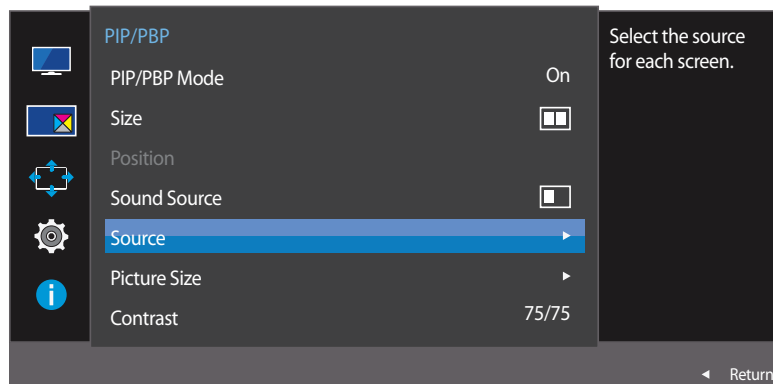 PIP/PBP
PIP/PBP Mode On
Size
Position
Sound Source
Source
Picture Size
Contrast 75/75
Select the source
for each screen.
Return